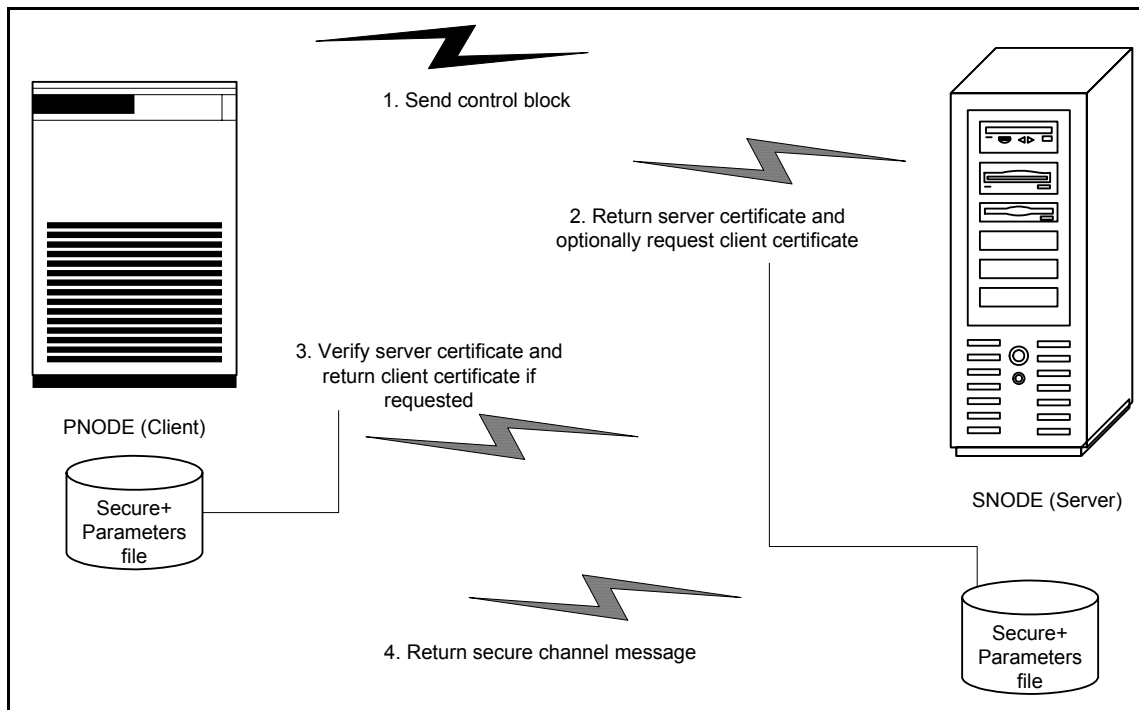 1. Send control block
2. Return server certificate and
optionally request client certificate
3. Verify server certificate and
return client certificate if
requested
PNODE (Client)
Secure+
Parameters
file
SNODE (Server)
4. Return secure channel message
Secure+
Parameters
file